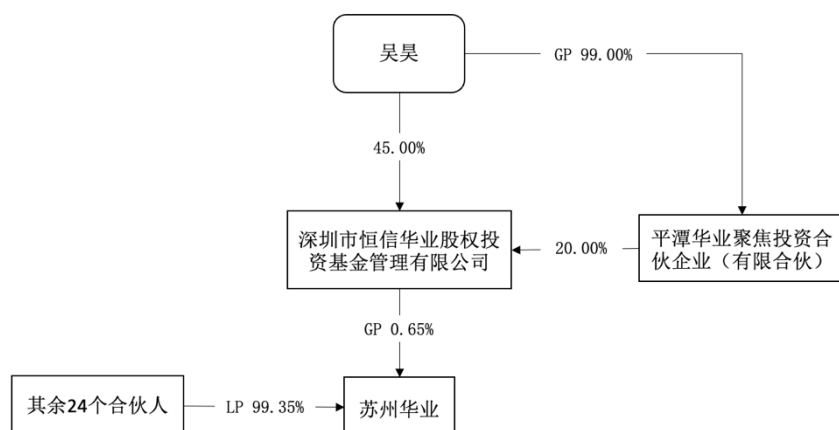 吴昊
GP 99.00%
45.00%
深圳市恒信华业股权投
资基金管理有限公司
20.00%
平潭华业聚焦投资合
伙企业（有限合伙）
GP 0.65%
其余24个合伙人
LP 99.35%
苏州华业